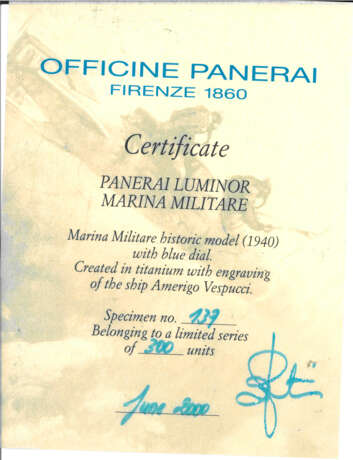 OFFICINE PANERAI
FIRENZE 1860
Certificate
PANERAI LUMINOR
MARINA MILITARE
Marina Militare historic model (1940)
with blue dial.
Created in titanium with engraving
of the ship Amerigo Vespucci.
Specimen no. 137
Belonging to a limited series
of 300 units
June 2000